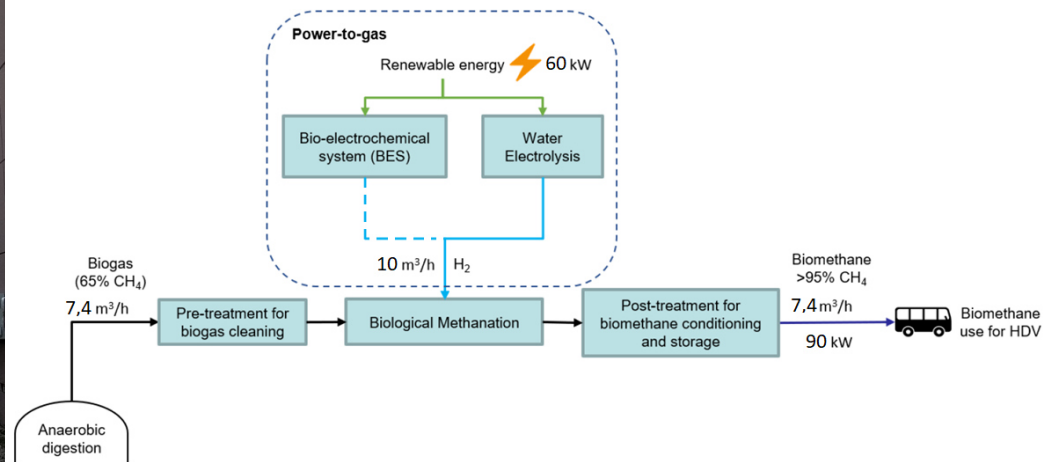 Power-to-gas
Renewable energy
60 kW
Bio-electrochemical
system (BES)
Water
Electrolysis
10 m³/h
H₂
Biogas
(65% CH₄)
7,4 m³/h
Pre-treatment for
biogas cleaning
Biological Methanation
Post-treatment for
biomethane conditioning
and storage
Biomethane
>95% CH₄
7,4 m³/h
90 kW
Biomethane
use for HDV
Anaerobic
digestion